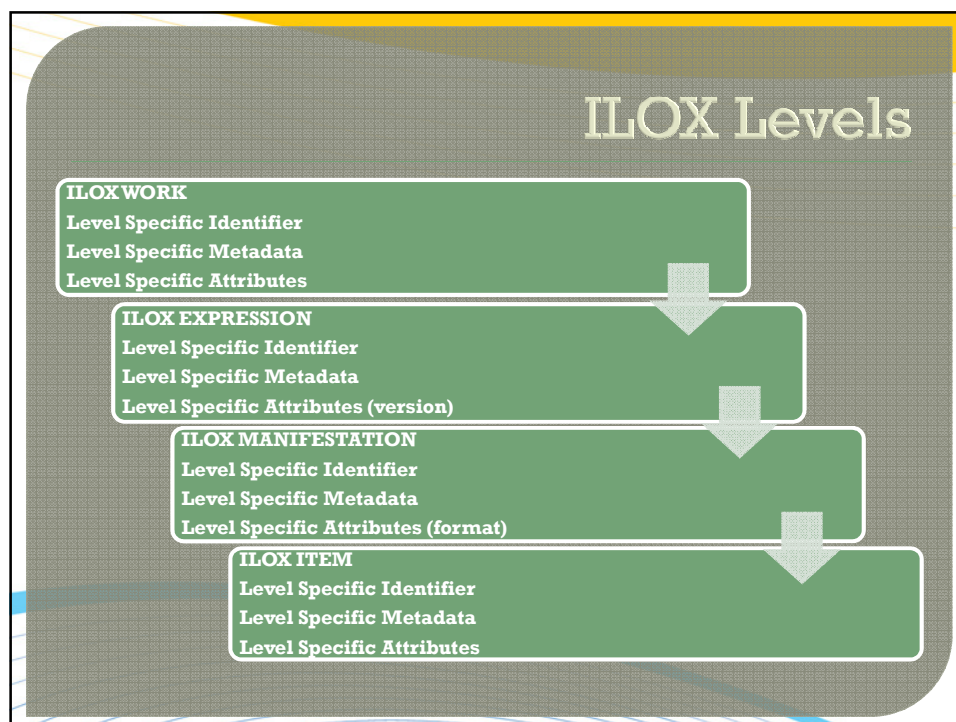 ILOX Levels
ILOX WORK
Level Specific Identifier
Level Specific Metadata
Level Specific Attributes
ILOX EXPRESSION
Level Specific Identifier
Level Specific Metadata
Level Specific Attributes (version)
ILOX MANIFESTATION
Level Specific Identifier
Level Specific Metadata
Level Specific Attributes (format)
ILOX ITEM
Level Specific Identifier
Level Specific Metadata
Level Specific Attributes